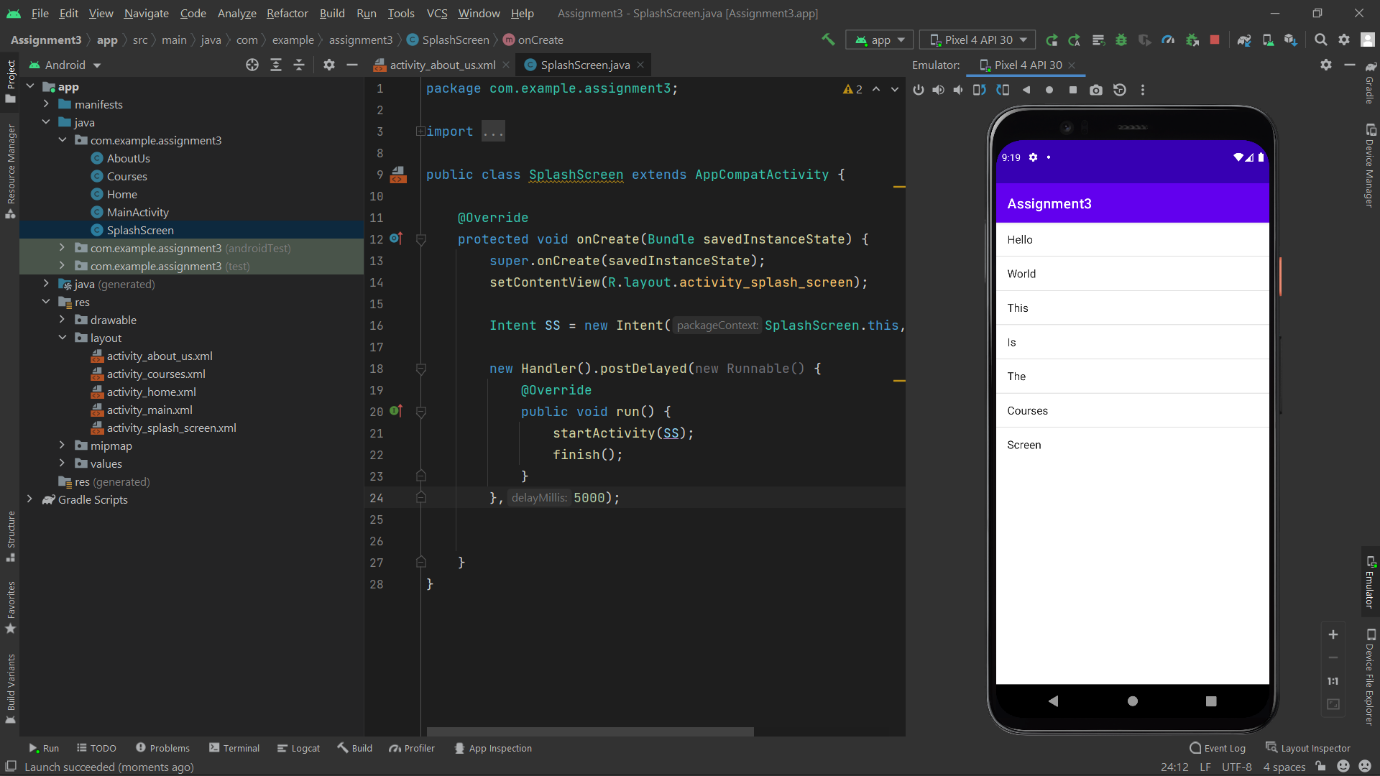 File Edit View Navigate Code Analyze Refactor Build Run Tools VCS Window Help Assignment3 - SplashScreen.java [Assignment3.app]
Assignment3 app src main java com example assignment3 SplashScreen onCreate app Pixel 4 API 30
Project
Resource Manager
Structure
Favorites
Build Variants
Android
app
manifests
java
com.example.assignment3
AboutUs
Courses
Home
MainActivity
SplashScreen
com.example.assignment3 (androidTest)
com.example.assignment3 (test)
java (generated)
res
drawable
layout
activity_about_us.xml
activity_courses.xml
activity_home.xml
activity_main.xml
activity_splash_screen.xml
mipmap
values
res (generated)
Gradle Scripts
activity_about_us.xml SplashScreen.java
2
1 package com.example.assignment3;
2
3 import ...
8
9 public class SplashScreen extends AppCompatActivity {
10
11 @Override
12 protected void onCreate(Bundle savedInstanceState) {
13 super.onCreate(savedInstanceState);
14 setContentView(R.layout.activity_splash_screen);
15
16 Intent SS = new Intent( packageContext: SplashScreen.this,
17
18 new Handler().postDelayed(new Runnable() {
19 @Override
20 public void run() {
21 startActivity(SS);
22 finish();
23 }
24 }, delayMillis: 5000);
25
26
27 }
28 }
Emulator: Pixel 4 API 30
9:19
Assignment3
Hello
World
This
Is
The
Courses
Screen
1:1
Gradle
Device Manager
Emulator
Device File Explorer
Run TODO Problems Terminal Logcat Build Profiler App Inspection Event Log Layout Inspector
Launch succeeded (moments ago) 24:12 LF UTF-8 4 spaces